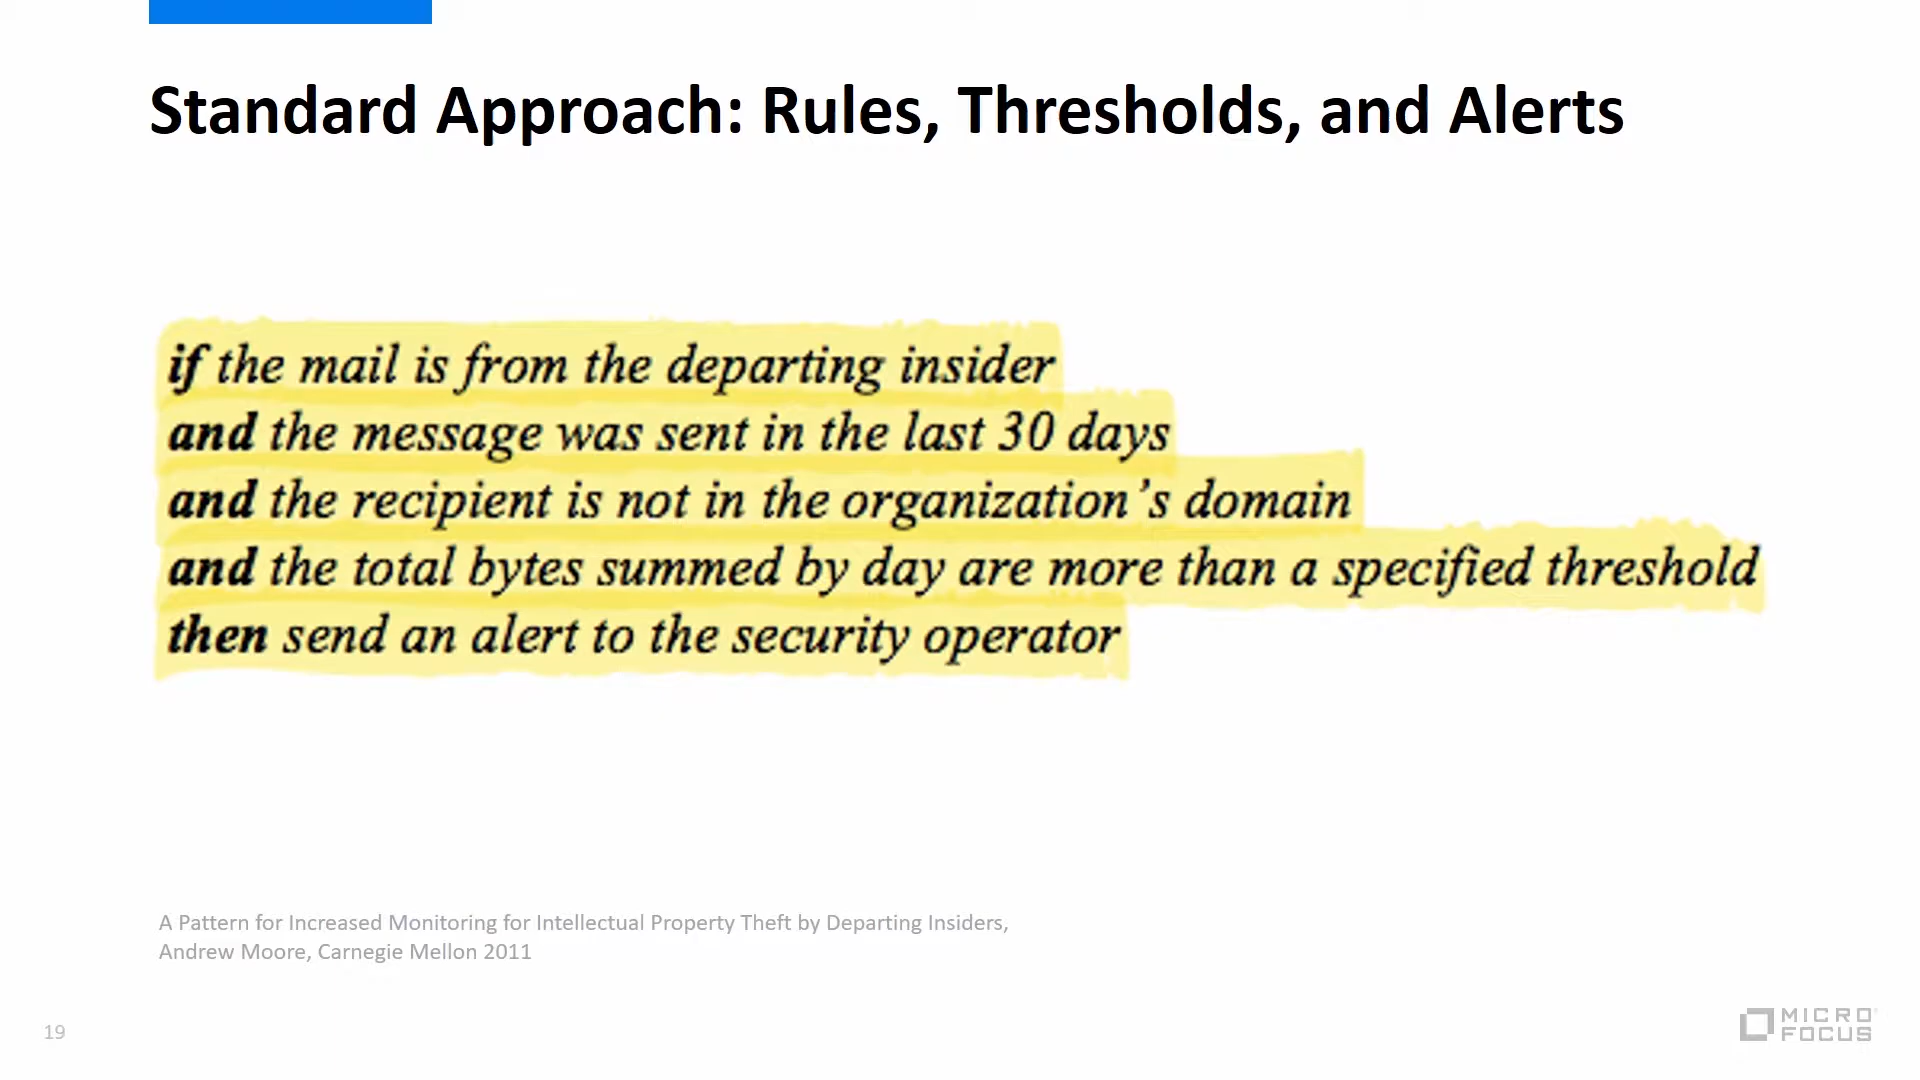 Standard Approach: Rules, Thresholds, and Alerts
if the mail is from the departing insider
and the message was sent in the last 30 days
and the recipient is not in the organization's domain
and the total bytes summed by day are more than a specified threshold
then send an alert to the security operator
A Pattern for Increased Monitoring for Intellectual Property Theft by Departing Insiders,
Andrew Moore, Carnegie Mellon 2011
19
MICRO
FOCUS